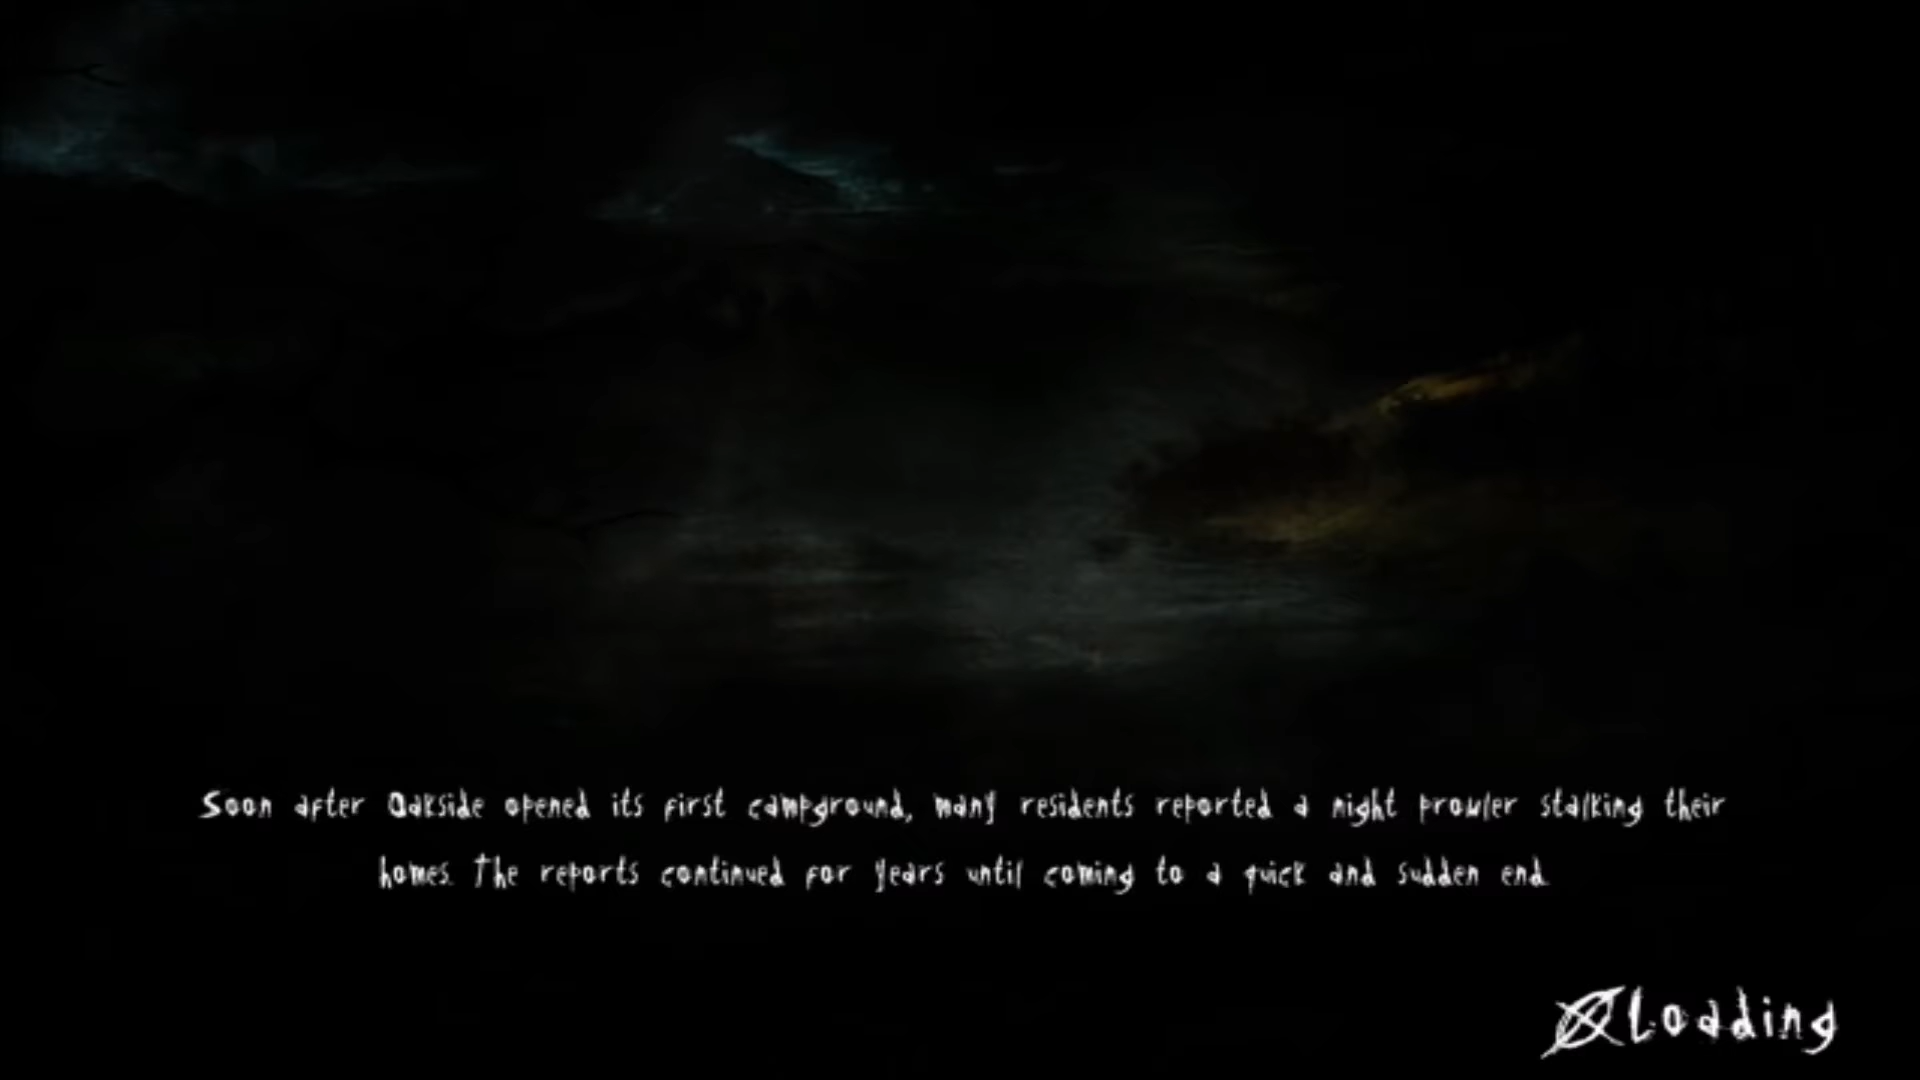 Soon after Oakside opened its first campground, many residents reported a night prowler stalking their
homes. The reports continued for years until coming to a quick and sudden end.
Loading